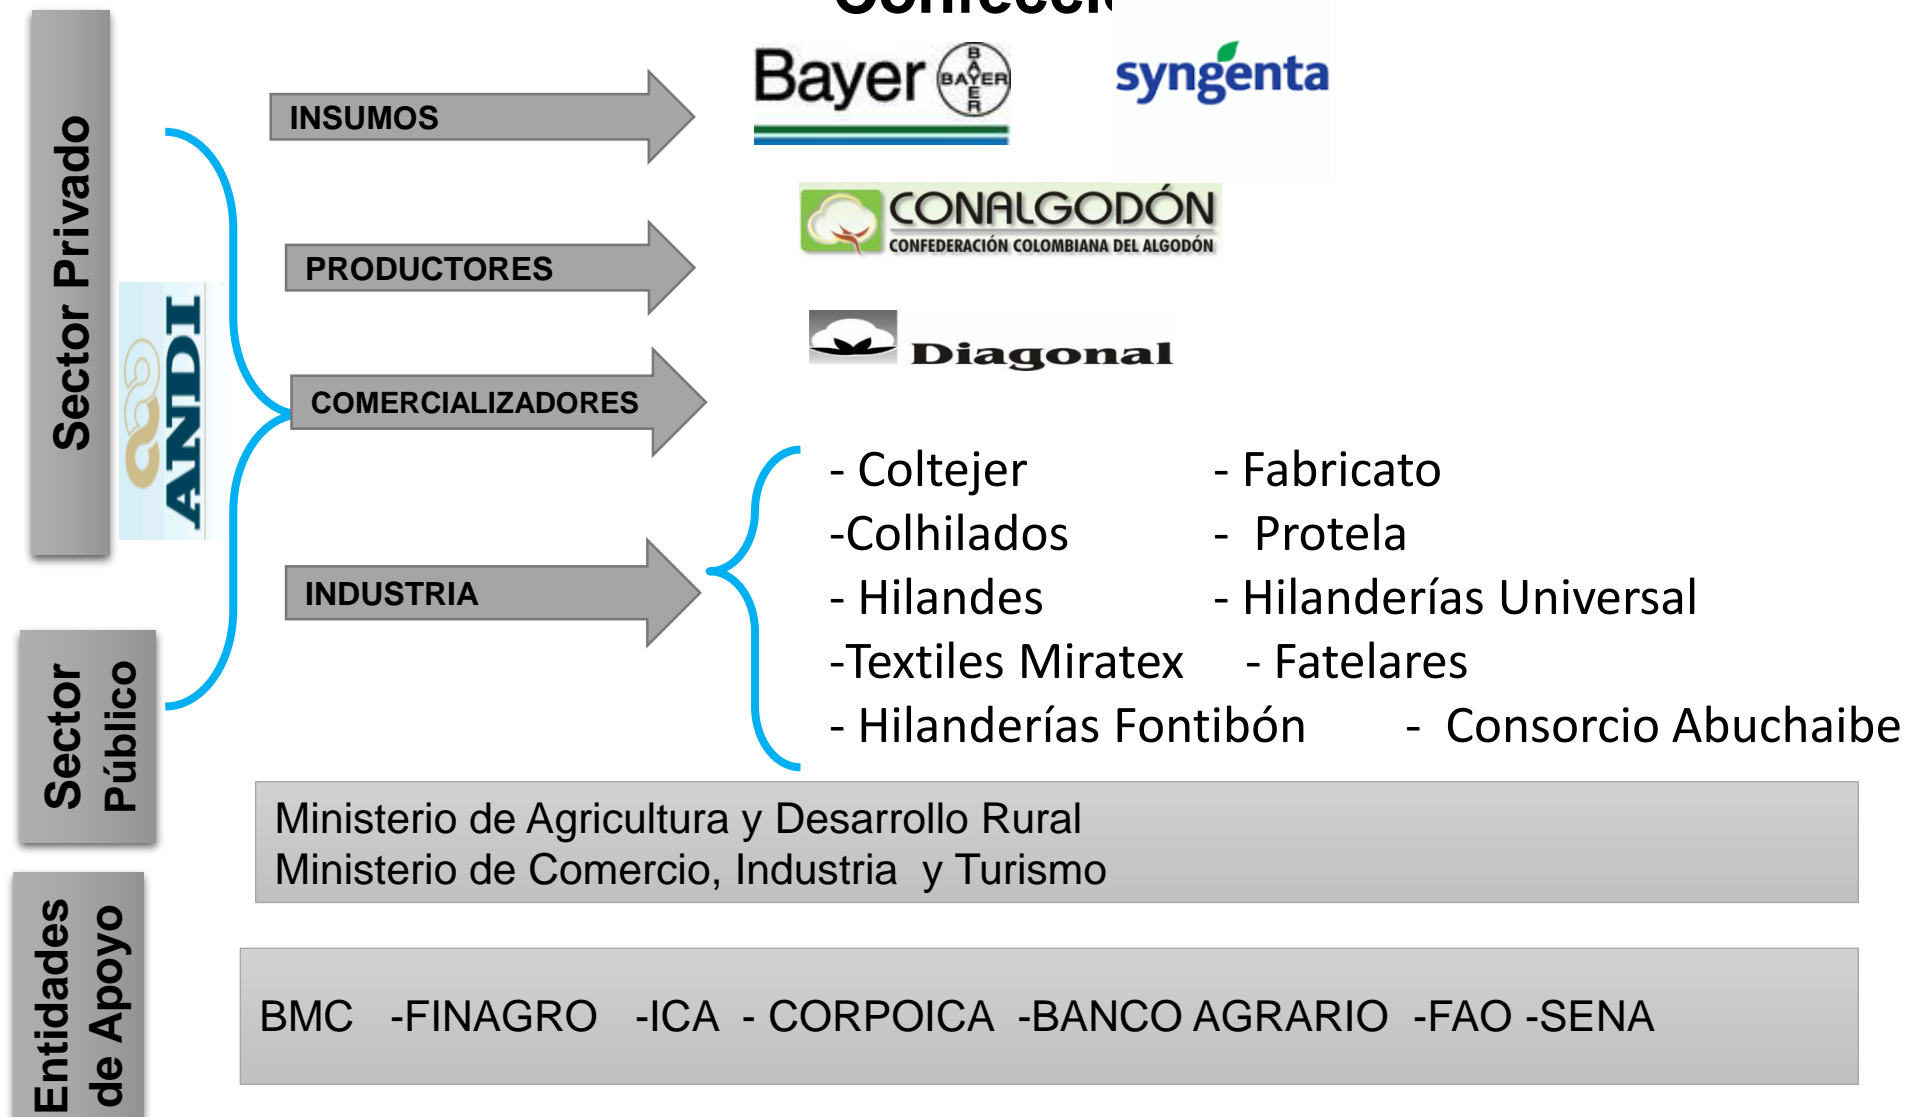 Sector Privado
ANDI
INSUMOS
Bayer
BAYER
BAYER
syngenta
PRODUCTORES
CONALGODÓN
CONFEDERACIÓN COLOMBIANA DEL ALGODÓN
COMERCIALIZADORES
Diagonal
INDUSTRIA
- Coltejer - Fabricato
-Colhilados - Protela
- Hilandes - Hilanderías Universal
-Textiles Miratex - Fatelares
- Hilanderías Fontibón - Consorcio Abuchaibe
Sector
Público
Ministerio de Agricultura y Desarrollo Rural
Ministerio de Comercio, Industria y Turismo
Entidades
de Apoyo
BMC -FINAGRO -ICA - CORPOICA -BANCO AGRARIO -FAO -SENA